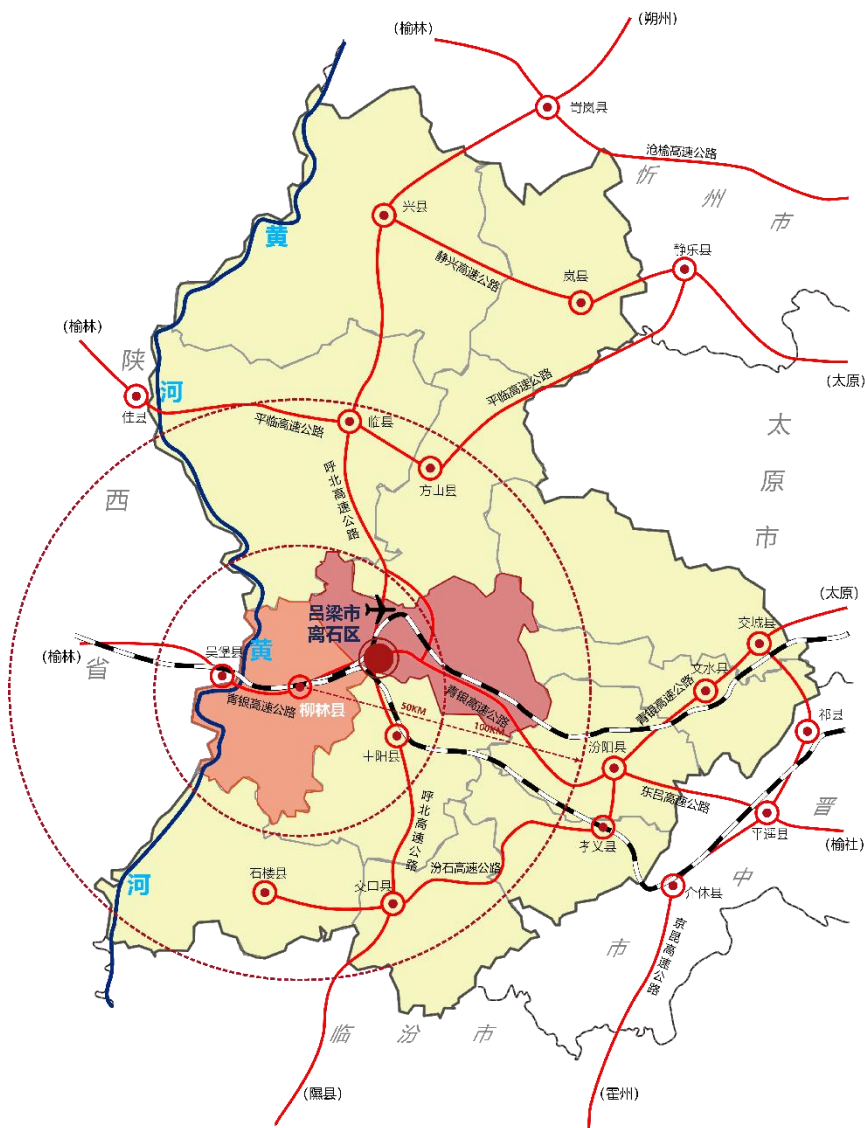 (榆林)
(朔州)
岢岚县
沧榆高速公路
忻州市
兴县
黄河
静兴高速公路
静乐县
岚县
(榆林)
陕西省
(太原)
佳县
平临高速公路
临县
平临高速公路
方山县
太原市
呼北高速公路
吕梁市
离石区
(太原)
交城县
黄河
吴堡县
(榆林)
文水县
青银高速公路
柳林县
青银高速公路
50KM
青银高速公路
100KM
祁县
汾阳县
中阳县
东吕高速公路
晋中市
平遥县
(榆社)
呼北高速公路
孝义县
汾石高速公路
石楼县
交口县
介休县
京昆高速公路
临汾市
(隰县)
(霍州)